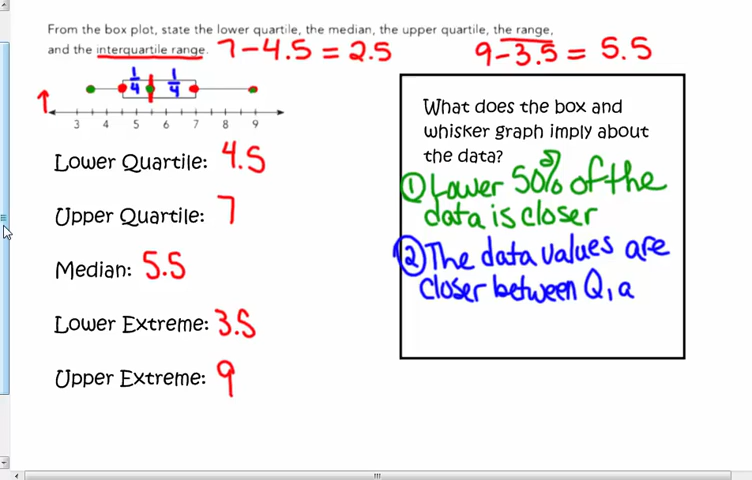 From the box plot, state the lower quartile, the median, the upper quartile, the range,
and the interquartile range. 7-4.5=2.5 9-3.5=5.5
1/4 1/4
3 4 5 6 7 8 9
What does the box and
whisker graph imply about
the data?
① Lower 50% of the
data is closer
② The data values are
closer between Q, a
Lower Quartile: 4.5
Upper Quartile: 7
Median: 5.5
Lower Extreme: 3.5
Upper Extreme: 9